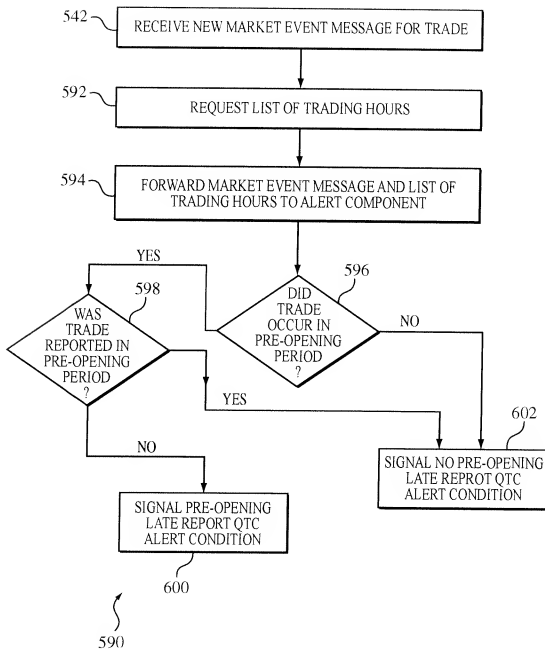 542
RECEIVE NEW MARKET EVENT MESSAGE FOR TRADE
592
REQUEST LIST OF TRADING HOURS
594
FORWARD MARKET EVENT MESSAGE AND LIST OF
TRADING HOURS TO ALERT COMPONENT
YES
598
WAS
TRADE
REPORTED IN
PRE-OPENING
PERIOD
?
596
DID
TRADE
OCCUR IN
PRE-OPENING
PERIOD
?
NO
YES
602
NO
SIGNAL NO PRE-OPENING
LATE REPROT QTC
ALERT CONDITION
SIGNAL PRE-OPENING
LATE REPORT QTC
ALERT CONDITION
600
590